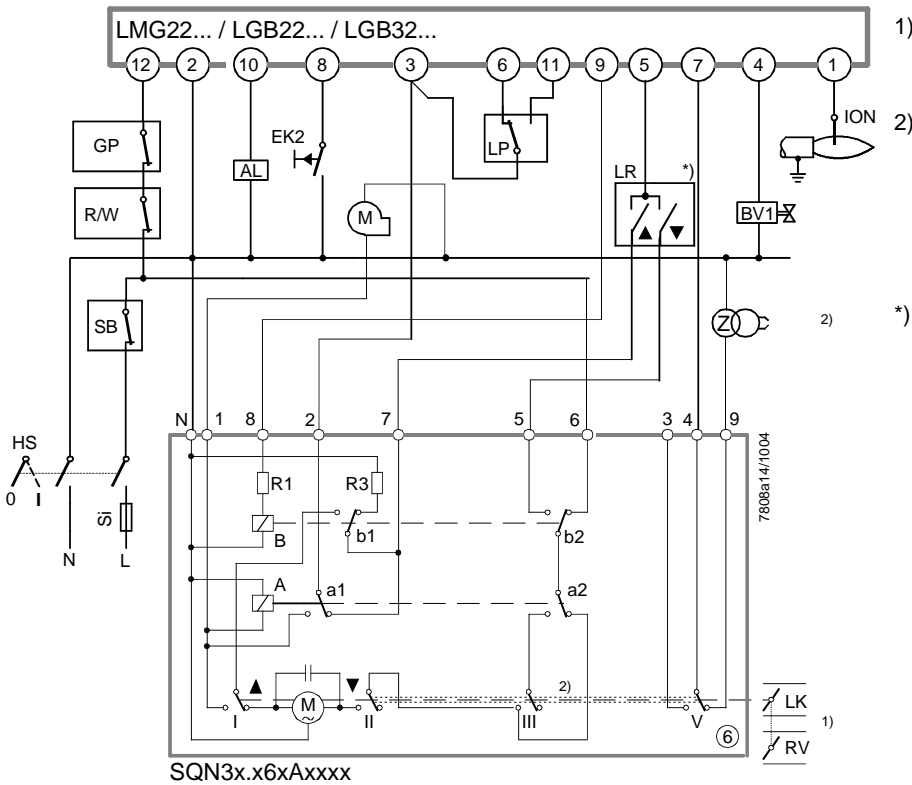 LMG22... / LGB22... / LGB32...
1)
12 2 10 8 3 6 11 9 5 7 4 1
ION
2)
GP
EK2
AL
LP
LR
*)
R/W
M
BV1
SB
Z
2)
*)
N 1 8 2 7 5 6 3 4 9
HS
0 I
Si
N L
R1
R3
B
b1
b2
A
a1
a2
7808a14/1004
M
2)
I
II
III
V
6
LK
1)
RV
SQN3x.x6xAxxxx